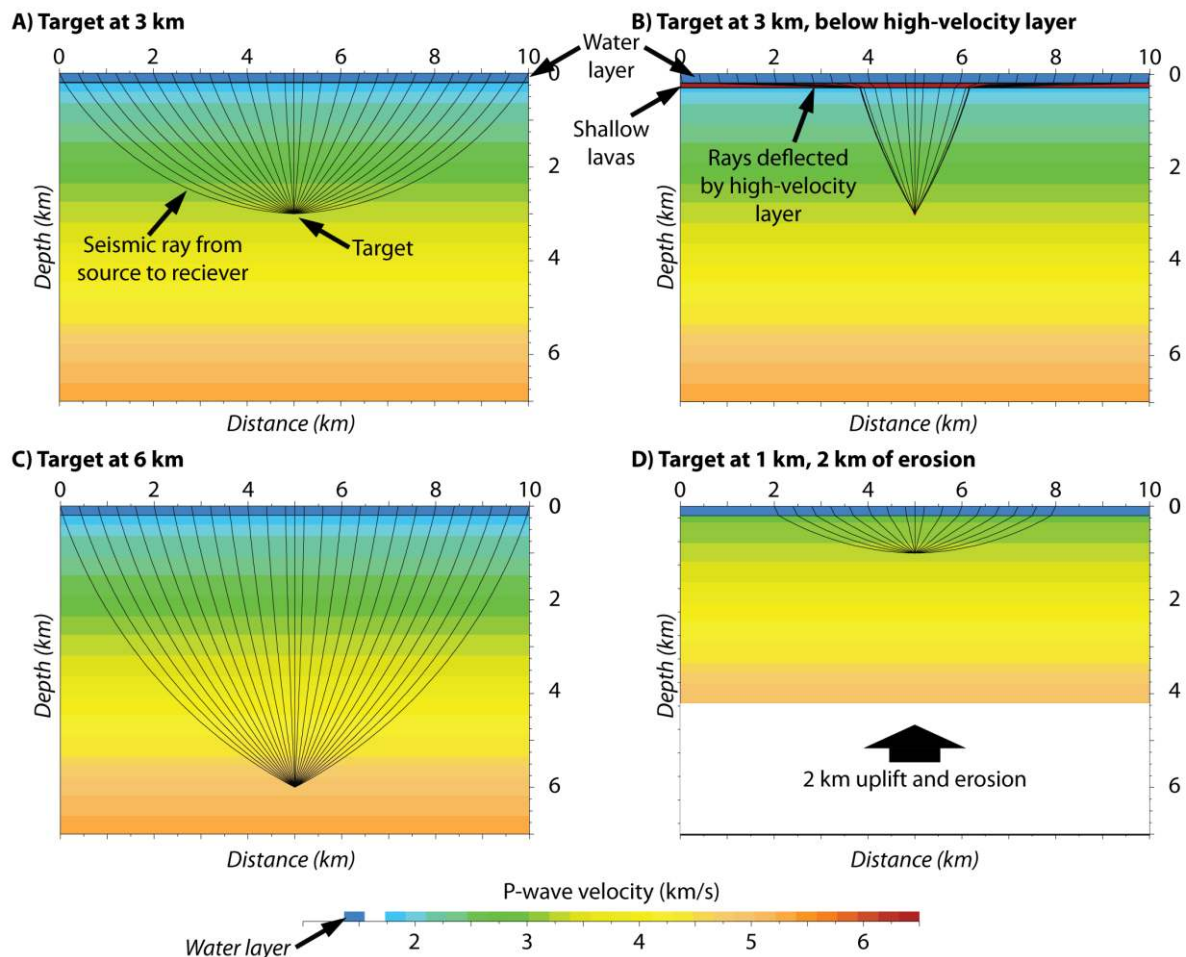 A) Target at 3 km
0 2 4 6 8 10
0
2
4
6
Depth (km)
Distance (km)
Seismic ray from
source to reciever
Target
Water
layer
B) Target at 3 km, below high-velocity layer
0 2 4 6 8 10
0
2
4
6
Depth (km)
Distance (km)
Shallow
lavas
Rays deflected
by high-velocity
layer
C) Target at 6 km
0 2 4 6 8 10
0
2
4
6
Depth (km)
Distance (km)
D) Target at 1 km, 2 km of erosion
0 2 4 6 8 10
0
2
4
6
Depth (km)
Distance (km)
2 km uplift and erosion
P-wave velocity (km/s)
2 3 4 5 6
Water layer